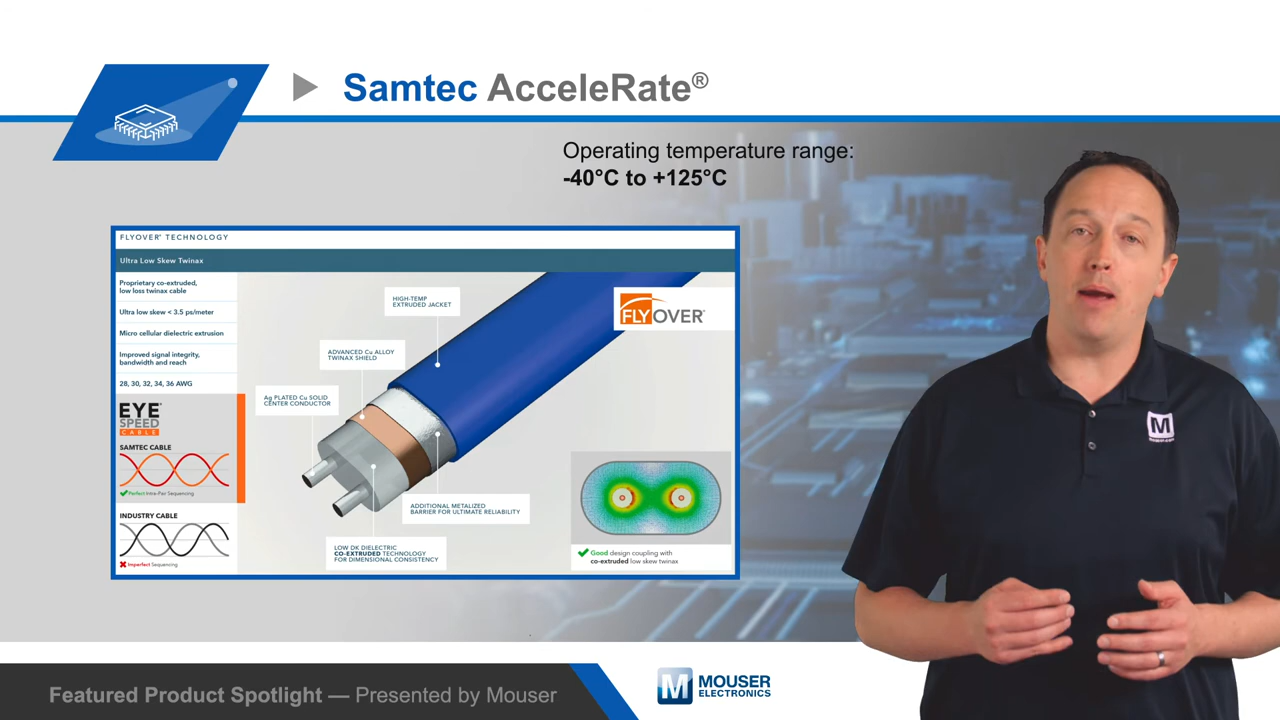 Samtec AcceleRate®
Operating temperature range:
-40°C to +125°C
FLYOVER® TECHNOLOGY
Ultra Low Skew Twinax
Proprietary co-extruded,
low loss twinax cable
Ultra low skew < 3.5 ps/meter
Micro cellular dielectric extrusion
Improved signal integrity,
bandwidth and reach
28, 30, 32, 34, 36 AWG
EYE
SPEED®
CABLE
SAMTEC CABLE
Perfect Intra-Pair Sequencing
INDUSTRY CABLE
Imperfect Sequencing
HIGH-TEMP
EXTRUDED JACKET
FLYOVER®
ADVANCED Cu ALLOY
TWINAX SHIELD
Ag PLATED Cu SOLID
CENTER CONDUCTOR
ADDITIONAL METALIZED
BARRIER FOR ULTIMATE RELIABILITY
LOW DK DIELECTRIC
CO-EXTRUDED TECHNOLOGY
FOR DIMENSIONAL CONSISTENCY
Good design coupling with
co-extruded low skew twinax
M
Featured Product Spotlight — Presented by Mouser
M MOUSER
ELECTRONICS